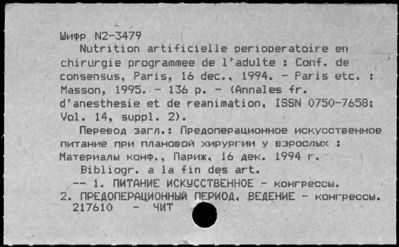 Шифр N2-3479
Nutrition artificielle perioperatoire en
chirurgie programmee de l'adulte : Conf. de
consensus, Paris, 16 dec., 1994. - Paris etc. :
Masson, 1995. - 136 p. - (Annales fr.
d'anesthesie et de reanimation, ISSN 0750-7658;
Vol. 14, suppl. 2).
Перевод загл.: Предоперационное искусственное
питание при плановой хирургии у взрослых :
Материалы конф., Париж, 16 дек. 1994 г.
Bibliogr. a la fin des art.
-- 1. ПИТАНИЕ ИСКУССТВЕННОЕ - конгрессы.
2. ПРЕДОПЕРАЦИОННЫЙ ПЕРИОД, ВЕДЕНИЕ - конгрессы.
217610 - ЧИТ